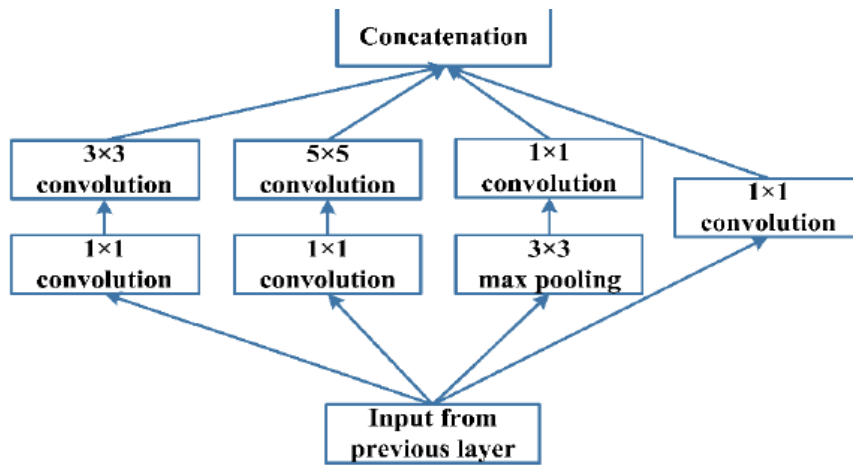 Concatenation
3×3
convolution
5×5
convolution
1×1
convolution
1×1
convolution
1×1
convolution
1×1
convolution
3×3
max pooling
Input from
previous layer